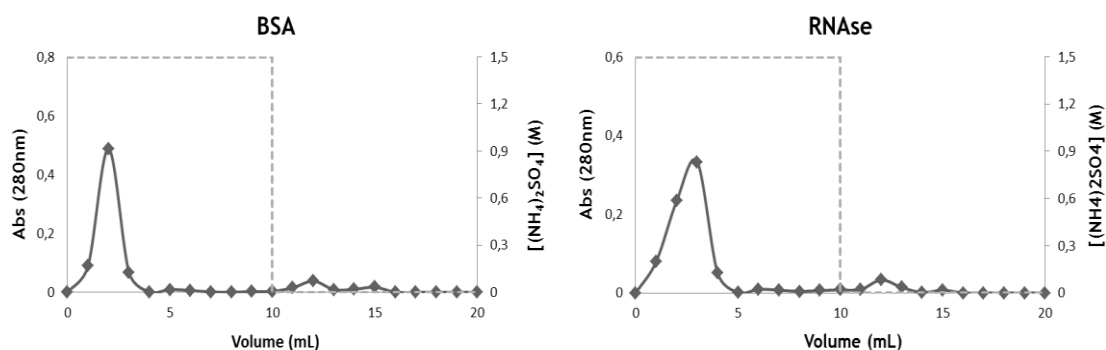 BSA
Abs (280nm)
0,8
0,6
0,4
0,2
0
1,5
1,2
0,9
0,6
0,3
0
[(NH₄)₂SO₄] (M)
0 5 10 15 20
Volume (mL)
RNAse
Abs (280nm)
0,6
0,4
0,2
0
1,5
1,2
0,9
0,6
0,3
0
[(NH4)2SO4] (M)
0 5 10 15 20
Volume (mL)